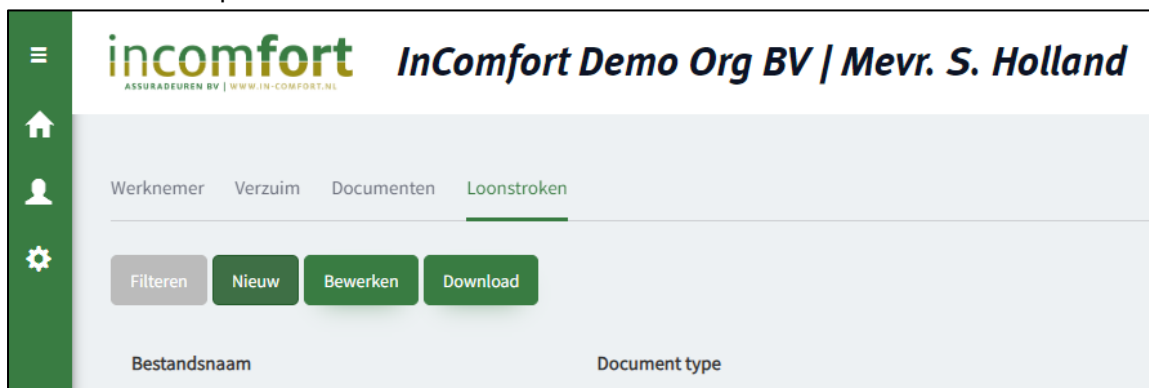 incomfort
ASSURADEUREN BV | WWW.IN-COMFORT.NL
InComfort Demo Org BV | Mevr. S. Holland
Werknemer Verzuim Documenten Loonstroken
Filteren Nieuw Bewerken Download
Bestandsnaam Document type